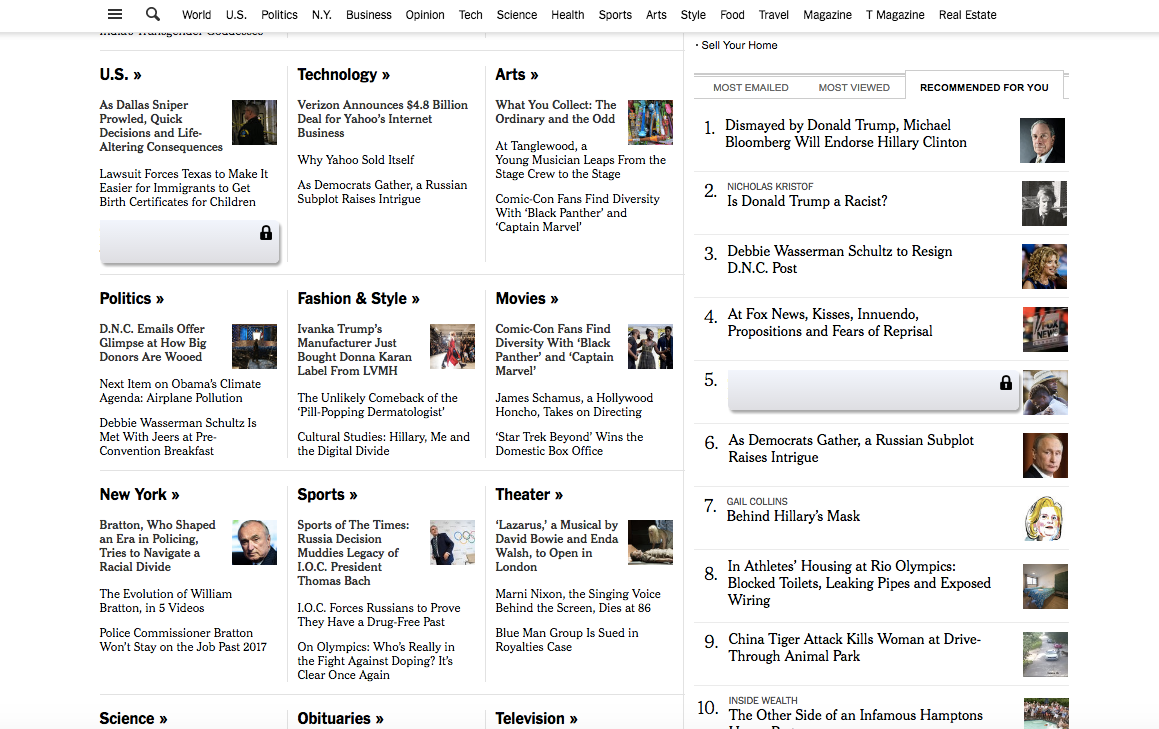 World U.S. Politics N.Y. Business Opinion Tech Science Health Sports Arts Style Food Travel Magazine T Magazine Real Estate
India's Transgender Goddesses
U.S. »
As Dallas Sniper
Prowled, Quick
Decisions and Life-
Altering Consequences
Lawsuit Forces Texas to Make It
Easier for Immigrants to Get
Birth Certificates for Children
Technology »
Verizon Announces $4.8 Billion
Deal for Yahoo's Internet
Business
Why Yahoo Sold Itself
As Democrats Gather, a Russian
Subplot Raises Intrigue
Arts »
What You Collect: The
Ordinary and the Odd
At Tanglewood, a
Young Musician Leaps From the
Stage Crew to the Stage
Comic-Con Fans Find Diversity
With ‘Black Panther’ and
‘Captain Marvel’
Politics »
D.N.C. Emails Offer
Glimpse at How Big
Donors Are Wooed
Next Item on Obama's Climate
Agenda: Airplane Pollution
Debbie Wasserman Schultz Is
Met With Jeers at Pre-
Convention Breakfast
Fashion & Style »
Ivanka Trump's
Manufacturer Just
Bought Donna Karan
Label From LVMH
The Unlikely Comeback of the
‘Pill-Popping Dermatologist’
Cultural Studies: Hillary, Me and
the Digital Divide
Movies »
Comic-Con Fans Find
Diversity With ‘Black
Panther’ and ‘Captain
Marvel’
James Schamus, a Hollywood
Honcho, Takes on Directing
‘Star Trek Beyond’ Wins the
Domestic Box Office
New York »
Bratton, Who Shaped
an Era in Policing,
Tries to Navigate a
Racial Divide
The Evolution of William
Bratton, in 5 Videos
Police Commissioner Bratton
Won't Stay on the Job Past 2017
Sports »
Sports of The Times:
Russia Decision
Muddies Legacy of
I.O.C. President
Thomas Bach
I.O.C. Forces Russians to Prove
They Have a Drug-Free Past
On Olympics: Who's Really in
the Fight Against Doping? It's
Clear Once Again
Theater »
‘Lazarus,’ a Musical by
David Bowie and Enda
Walsh, to Open in
London
Marni Nixon, the Singing Voice
Behind the Screen, Dies at 86
Blue Man Group Is Sued in
Royalties Case
Science »
Obituaries »
Television »
· Sell Your Home
MOST EMAILED MOST VIEWED RECOMMENDED FOR YOU
1. Dismayed by Donald Trump, Michael
Bloomberg Will Endorse Hillary Clinton
2. NICHOLAS KRISTOF
Is Donald Trump a Racist?
3. Debbie Wasserman Schultz to Resign
D.N.C. Post
4. At Fox News, Kisses, Innuendo,
Propositions and Fears of Reprisal
FOX
NEWS
5.
6. As Democrats Gather, a Russian Subplot
Raises Intrigue
7. GAIL COLLINS
Behind Hillary's Mask
8. In Athletes' Housing at Rio Olympics:
Blocked Toilets, Leaking Pipes and Exposed
Wiring
9. China Tiger Attack Kills Woman at Drive-
Through Animal Park
10. INSIDE WEALTH
The Other Side of an Infamous Hamptons